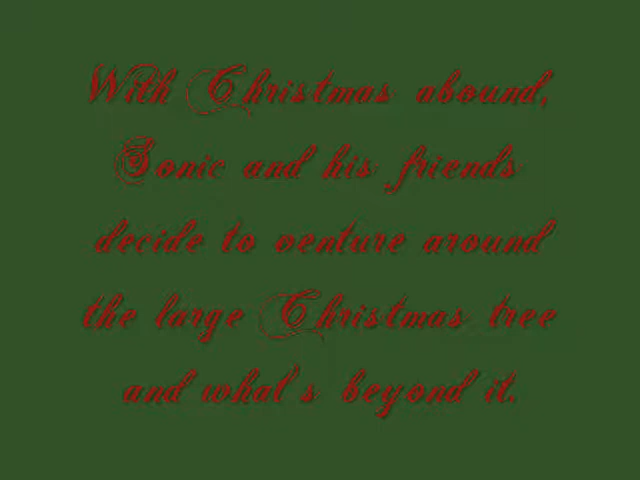 With Christmas abound,
Sonic and his friends
decide to venture around
the large Christmas tree
and what's beyond it.